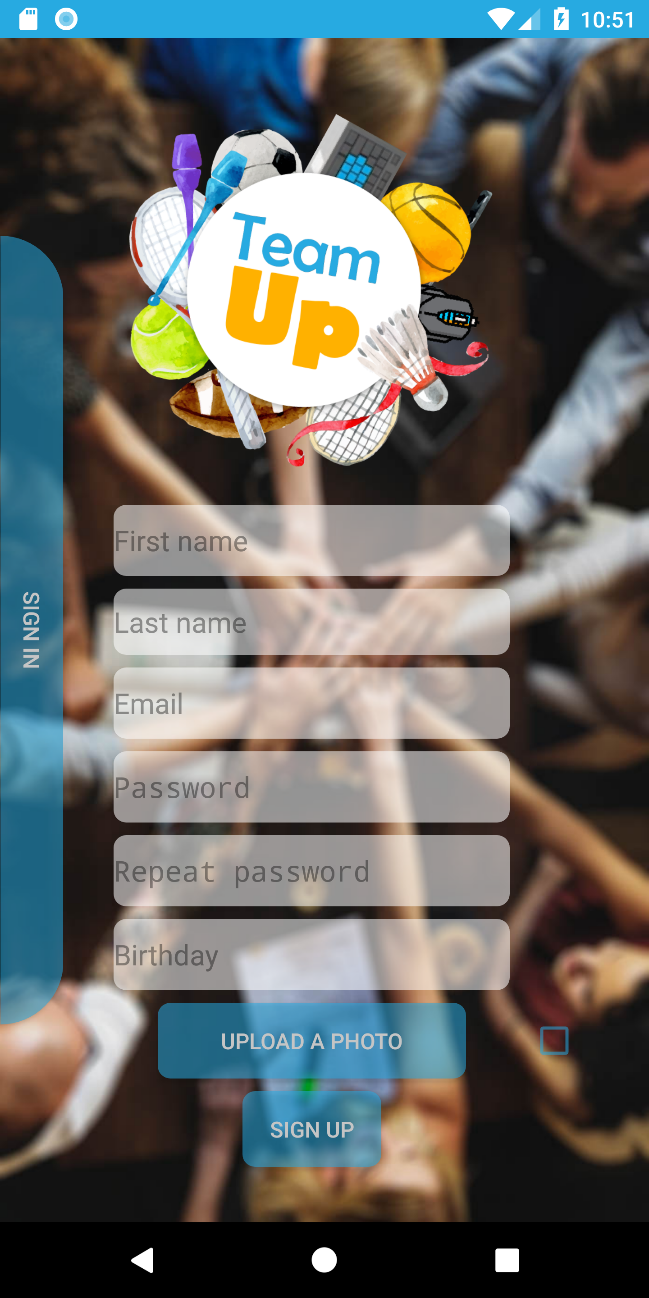 10:51
Team
Up
SIGN IN
First name
Last name
Email
Password
Repeat password
Birthday
UPLOAD A PHOTO
SIGN UP